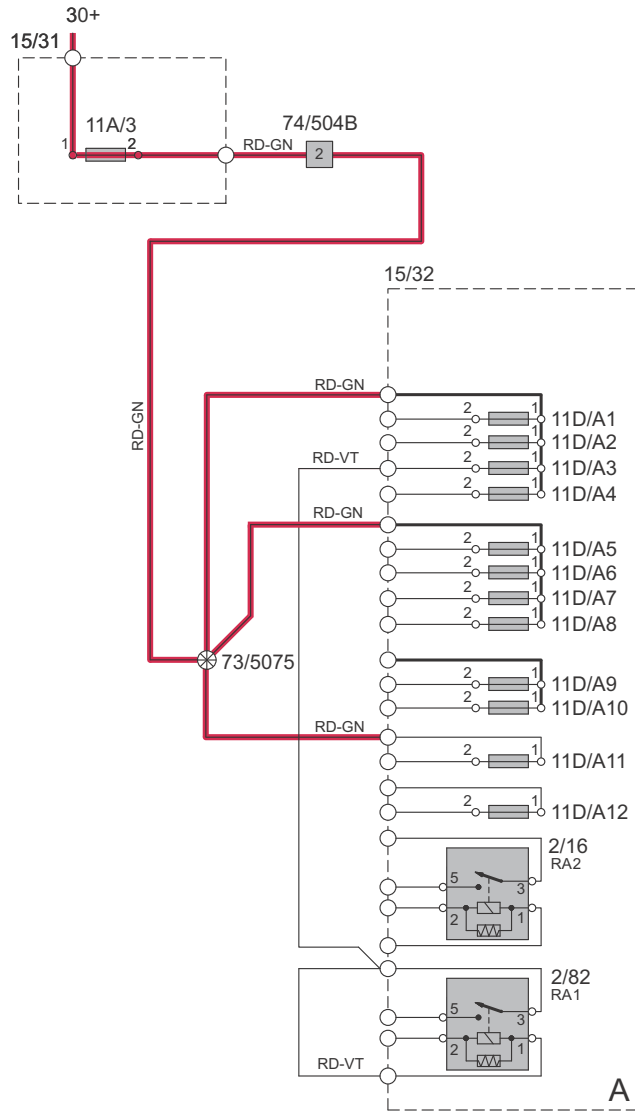 30+
15/31
11A/3
1 2
RD-GN
74/504B
2
RD-GN
15/32
RD-GN
2 1 11D/A1
2 1 11D/A2
RD-VT 2 1 11D/A3
2 1 11D/A4
RD-GN
2 1 11D/A5
2 1 11D/A6
2 1 11D/A7
2 1 11D/A8
73/5075
2 1 11D/A9
2 1 11D/A10
RD-GN
2 1 11D/A11
2 1 11D/A12
2/16
RA2
5 3
2 1
2/82
RA1
5 3
2 1
RD-VT
A